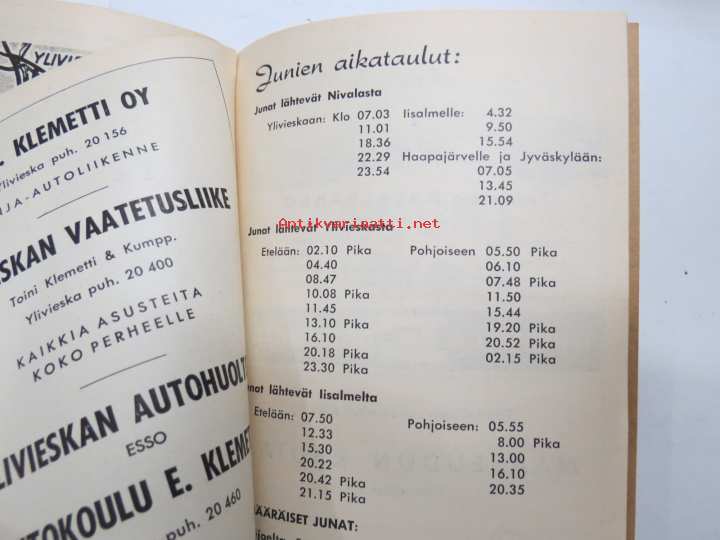 YLIVIES
KLEMETTI OY
Ylivieska puh. 20 156
AUTOLIIKENNE
VAATETUSLIIKE
Toini Klemetti & Kumpp.
Ylivieska puh. 20 400
KAIKKIA ASUSTEITA
KOKO PERHEELLE
LIVIESKAN AUTOHUOLT
ESSO
TOKOULU E. KLEMET
puh. 20 460
Junien aikataulut:
Junat lähtevät Nivalasta
Ylivieskaan: Klo 07.03 Iisalmelle: 4.32
11.01 9.50
18.36 15.54
22.29 Haapajärvelle ja Jyväskylään:
23.54 07.05
13.45
21.09
Antikvariaatti.net
Junat lähtevät Ylivieskasta
Etelään: 02.10 Pika Pohjoiseen 05.50 Pika
04.40 06.10
08.47 07.48 Pika
10.08 Pika 11.50
11.45 15.44
13.10 Pika 19.20 Pika
16.10 20.52 Pika
20.18 Pika 02.15 Pika
23.30 Pika
unat lähtevät Iisalmelta
Etelään: 07.50 Pohjoiseen: 05.55
12.33 8.00 Pika
15.30 13.00
20.22 16.10
20.42 Pika 20.35
21.15 Pika
ÄÄRÄISET JUNAT: